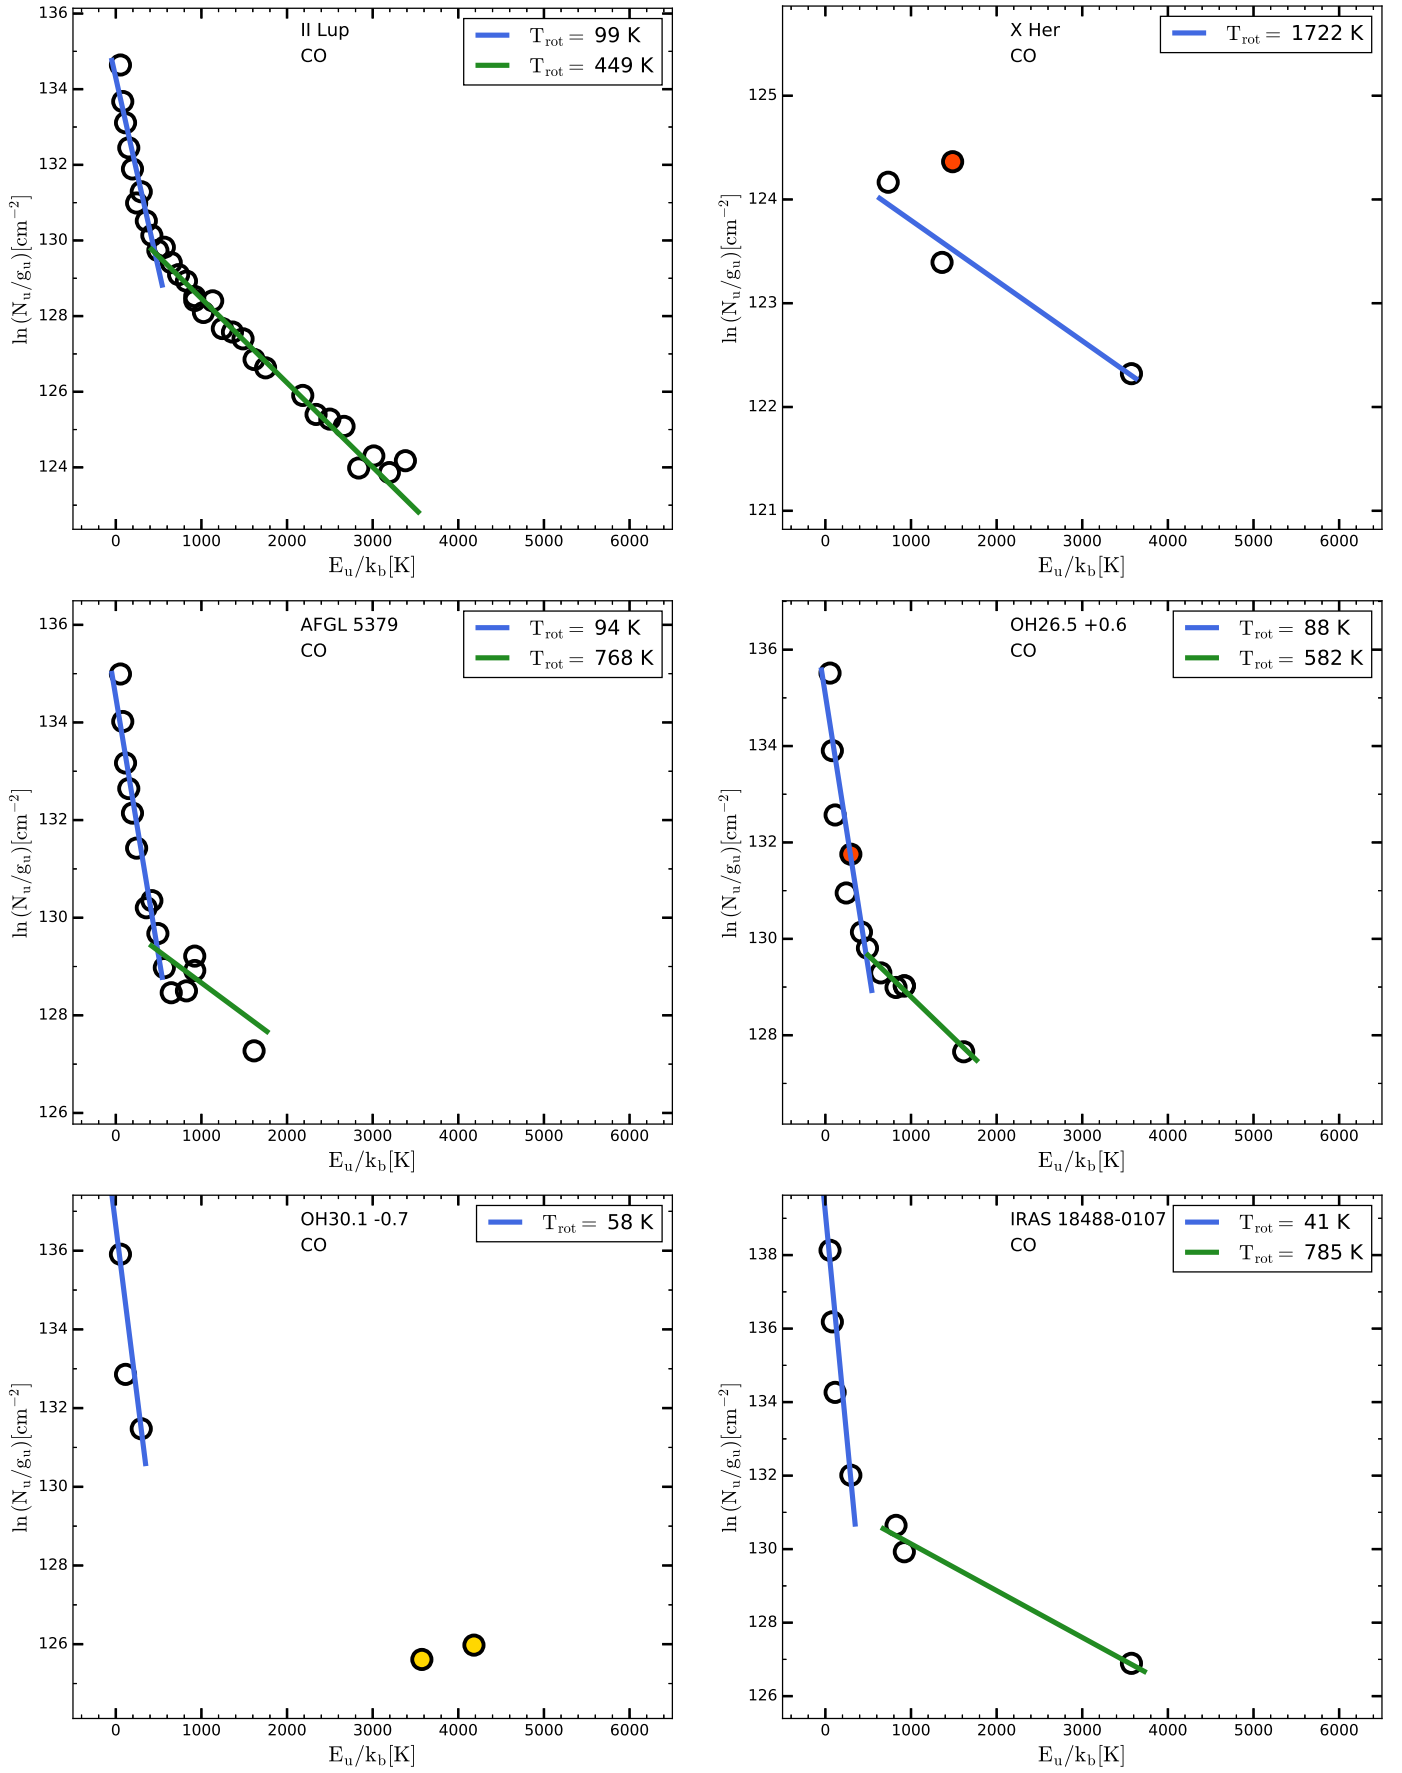 II Lup
CO
T_rot = 99 K
T_rot = 449 K
136
134
132
130
128
126
124
ln (N_u/g_u)[cm^−2]
0 1000 2000 3000 4000 5000 6000
E_u/k_b[K]
X Her
CO
T_rot = 1722 K
125
124
123
122
121
ln (N_u/g_u)[cm^−2]
0 1000 2000 3000 4000 5000 6000
E_u/k_b[K]
AFGL 5379
CO
T_rot = 94 K
T_rot = 768 K
136
134
132
130
128
126
ln (N_u/g_u)[cm^−2]
0 1000 2000 3000 4000 5000 6000
E_u/k_b[K]
OH26.5 +0.6
CO
T_rot = 88 K
T_rot = 582 K
136
134
132
130
128
ln (N_u/g_u)[cm^−2]
0 1000 2000 3000 4000 5000 6000
E_u/k_b[K]
OH30.1 -0.7
CO
T_rot = 58 K
136
134
132
130
128
126
ln (N_u/g_u)[cm^−2]
0 1000 2000 3000 4000 5000 6000
E_u/k_b[K]
IRAS 18488-0107
CO
T_rot = 41 K
T_rot = 785 K
138
136
134
132
130
128
126
ln (N_u/g_u)[cm^−2]
0 1000 2000 3000 4000 5000 6000
E_u/k_b[K]